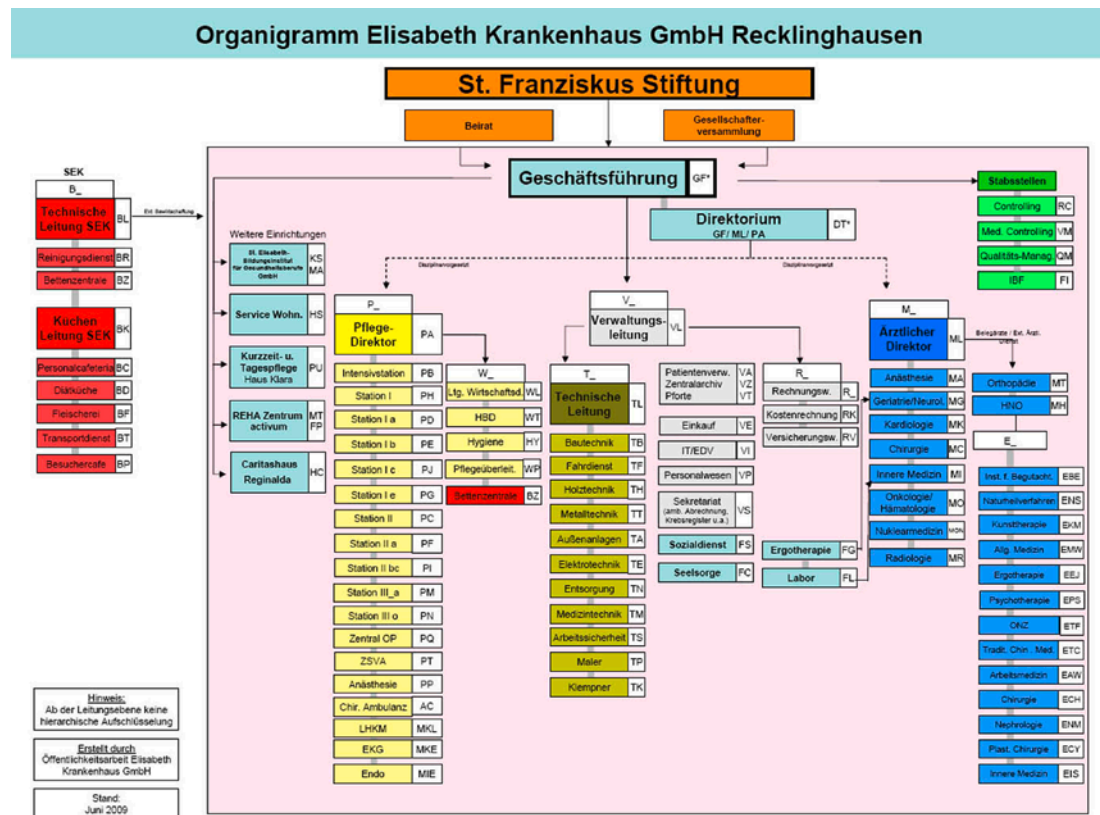 Organigramm Elisabeth Krankenhaus GmbH Recklinghausen
St. Franziskus Stiftung
Beirat
Gesellschafter-
versammlung
Geschäftsführung GF*
Direktorium
GF/ ML/ PA
DT*
Disziplinarvorgesetzt
Disziplinarvorgesetzt
SEK
B_
Technische
Leitung SEK
BL
Reinigungsdienst BR
Bettenzentrale BZ
Küchen
Leitung SEK
BK
Personalcafeteria BC
Diätküche BD
Fleischerei BF
Transportdienst BT
Besuchercafe BP
Weitere Einrichtungen
St. Elisabeth-
Bildungsinstitut
für Gesundheitsberufe
GmbH
KS
MA
Service Wohn. HS
Kurzzeit- u.
Tagespflege
Haus Klara
PU
REHA Zentrum
activum
MT
FP
Caritashaus
Reginalda
HC
P_
Pflege-
Direktor
PA
Intensivstation PB
Station I PH
Station I a PD
Station I b PE
Station I c PJ
Station I e PG
Station II PC
Station II a PF
Station II bc PI
Station III_a PM
Station III o PN
Zentral OP PQ
ZSVA PT
Anästhesie PP
Chir. Ambulanz AC
LHKM MKL
EKG MKE
Endo MIE
W_
Ltg. Wirtschaftsd. WL
HBD WT
Hygiene HY
Pflegeüberleit. WP
Bettenzentrale BZ
V_
Verwaltungs-
leitung
VL
T_
Technische
Leitung
TL
Bautechnik TB
Fahrdienst TF
Holztechnik TH
Metalltechnik TT
Außenanlagen TA
Elektrotechnik TE
Entsorgung TN
Medizintechnik TM
Arbeitssicherheit TS
Maler TP
Klempner TK
Patientenverw. VA
Zentralarchiv VZ
Pforte VT
Einkauf VE
IT/EDV VI
Personalwesen VP
Sekretariat
(amb. Abrechnung,
Krebsregister u.a.)
VS
Sozialdienst FS
Seelsorge FC
R_
Rechnungsw. R_
Kostenrechnung RK
Versicherungsw. RV
Ergotherapie FG
Labor FL
M_
Ärztlicher
Direktor
ML
Anästhesie MA
Geriatrie/Neurol. MG
Kardiologie MK
Chirurgie MC
Innere Medizin MI
Onkologie/
Hämatologie
MO
Nuklearmedizin MON
Radiologie MR
Stabsstellen
Controlling RC
Med. Controlling VM
Qualitäts-Manag. QM
IBF FI
Belegärzte / Ext. Ärztl.
Dienst
Orthopädie MT
HNO MH
E_
Inst. f. Begutacht. EBE
Naturheilverfahren ENS
Kunsttherapie EKM
Allg. Medizin EMW
Ergotherapie EEJ
Psychotherapie EPS
ONZ ETF
Tradit. Chin. Med. ETC
Arbeitsmedizin EAW
Chirurgie ECH
Nephrologie ENM
Plast. Chirurgie ECY
Innere Medizin EIS
Hinweis:
Ab der Leitungsebene keine
hierarchische Aufschlüsselung
Erstellt durch
Öffentlichkeitsarbeit Elisabeth
Krankenhaus GmbH
Stand:
Juni 2009